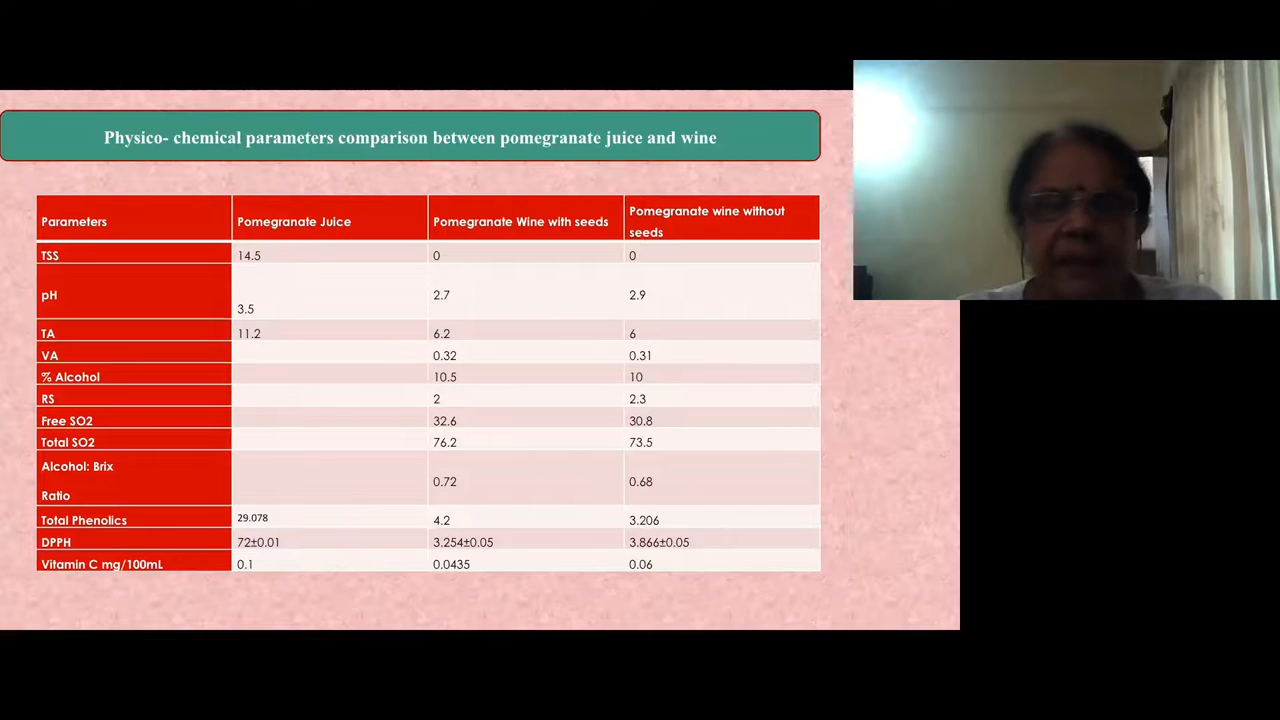 Physico- chemical parameters comparison between pomegranate juice and wine
Parameters Pomegranate Juice Pomegranate Wine with seeds Pomegranate wine without seeds
TSS 14.5 0 0
pH 3.5 2.7 2.9
TA 11.2 6.2 6
VA 0.32 0.31
% Alcohol 10.5 10
RS 2 2.3
Free SO2 32.6 30.8
Total SO2 76.2 73.5
Alcohol: Brix
Ratio 0.72 0.68
Total Phenolics 29.078 4.2 3.206
DPPH 72±0.01 3.254±0.05 3.866±0.05
Vitamin C mg/100mL 0.1 0.0435 0.06